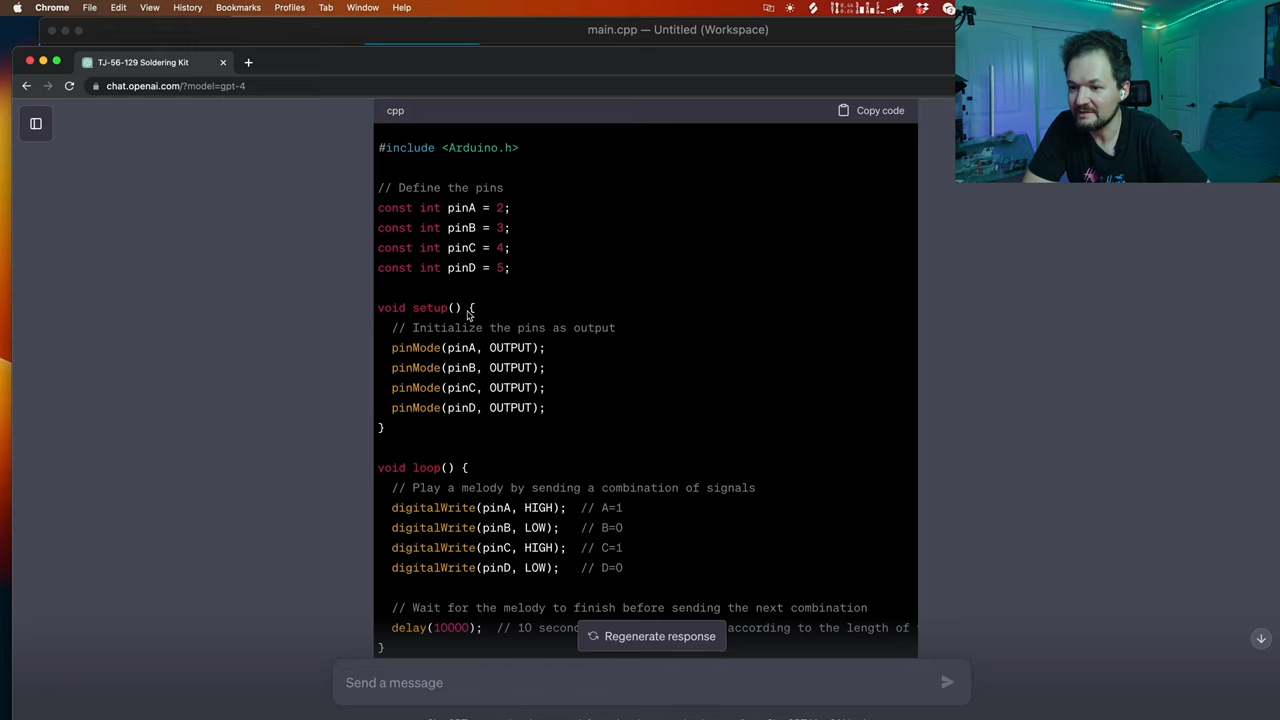 Chrome File Edit View History Bookmarks Profiles Tab Window Help
main.cpp — Untitled (Workspace)
TJ-56-129 Soldering Kit
chat.openai.com/?model=gpt-4
cpp
Copy code
#include <Arduino.h>
// Define the pins
const int pinA = 2;
const int pinB = 3;
const int pinC = 4;
const int pinD = 5;
void setup() {
// Initialize the pins as output
pinMode(pinA, OUTPUT);
pinMode(pinB, OUTPUT);
pinMode(pinC, OUTPUT);
pinMode(pinD, OUTPUT);
}
void loop() {
// Play a melody by sending a combination of signals
digitalWrite(pinA, HIGH); // A=1
digitalWrite(pinB, LOW); // B=0
digitalWrite(pinC, HIGH); // C=1
digitalWrite(pinD, LOW); // D=0
// Wait for the melody to finish before sending the next combination
delay(10000); // 10 secon according to the length of
}
Regenerate response
Send a message